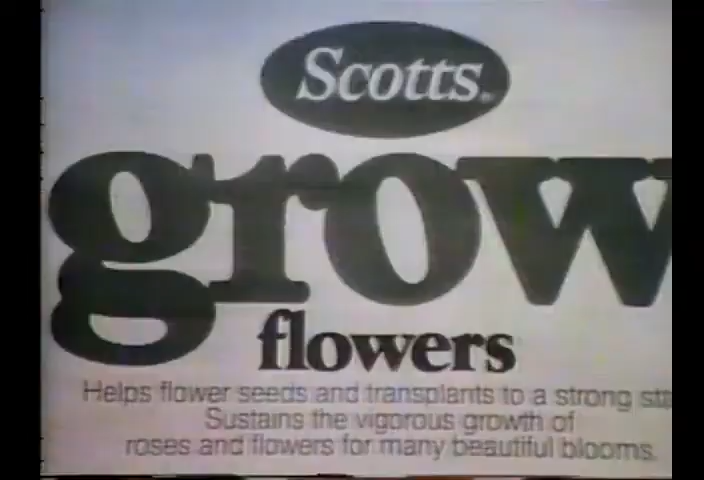 Scotts
grow
flowers
Helps flower seeds and transplants to a strong
Sustains the vigorous growth of
roses and flowers for many beautiful blooms.